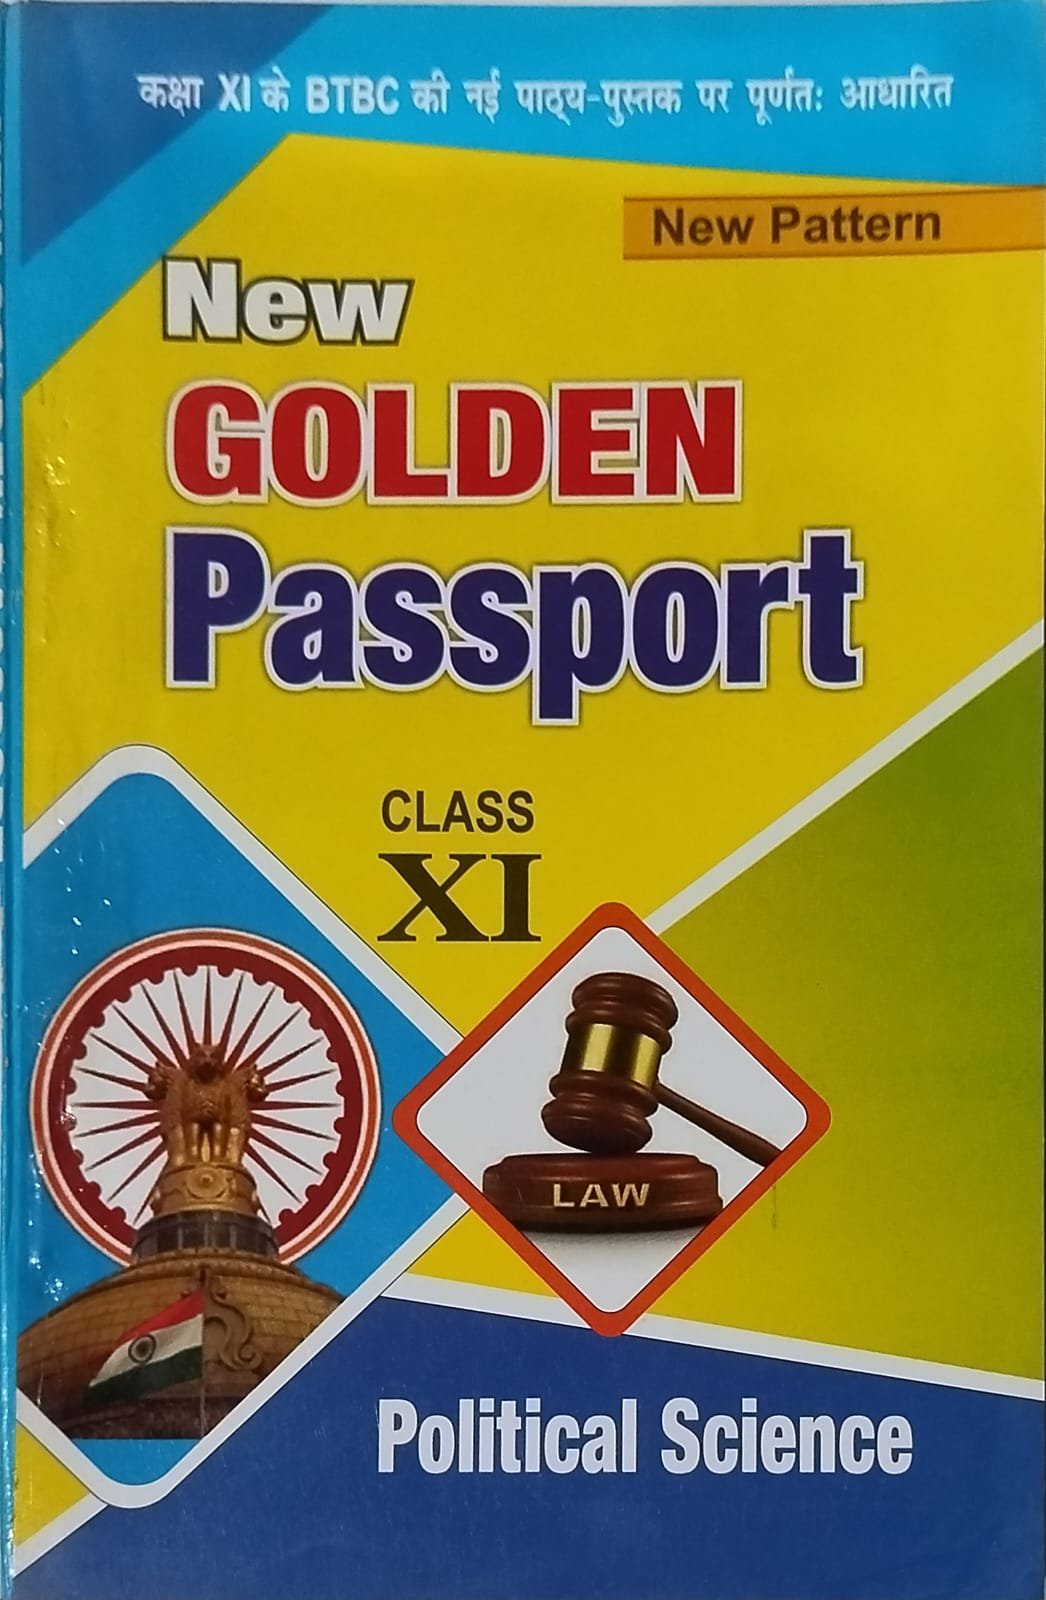 कक्षा XI के BTBC की नई पाठ्य-पुस्तक पर पूर्णतः आधारित
New Pattern
New
GOLDEN
Passport
CLASS
XI
LAW
Political Science